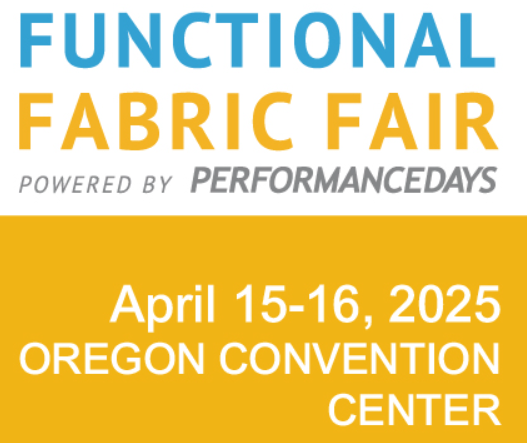 FUNCTIONAL
FABRIC FAIR
POWERED BY PERFORMANCEDAYS
April 15-16, 2025
OREGON CONVENTION
CENTER